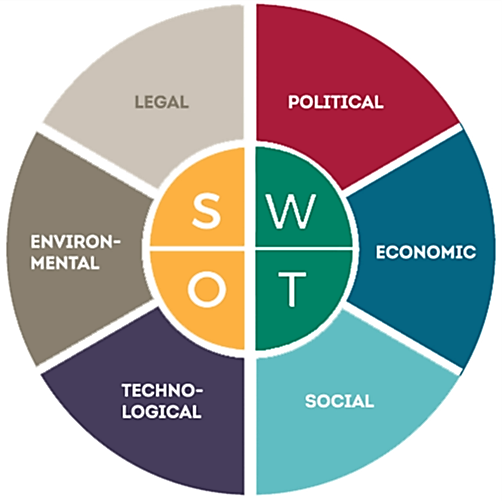 LEGAL
POLITICAL
S W
ENVIRON-
MENTAL
ECONOMIC
O T
TECHNO-
LOGICAL
SOCIAL